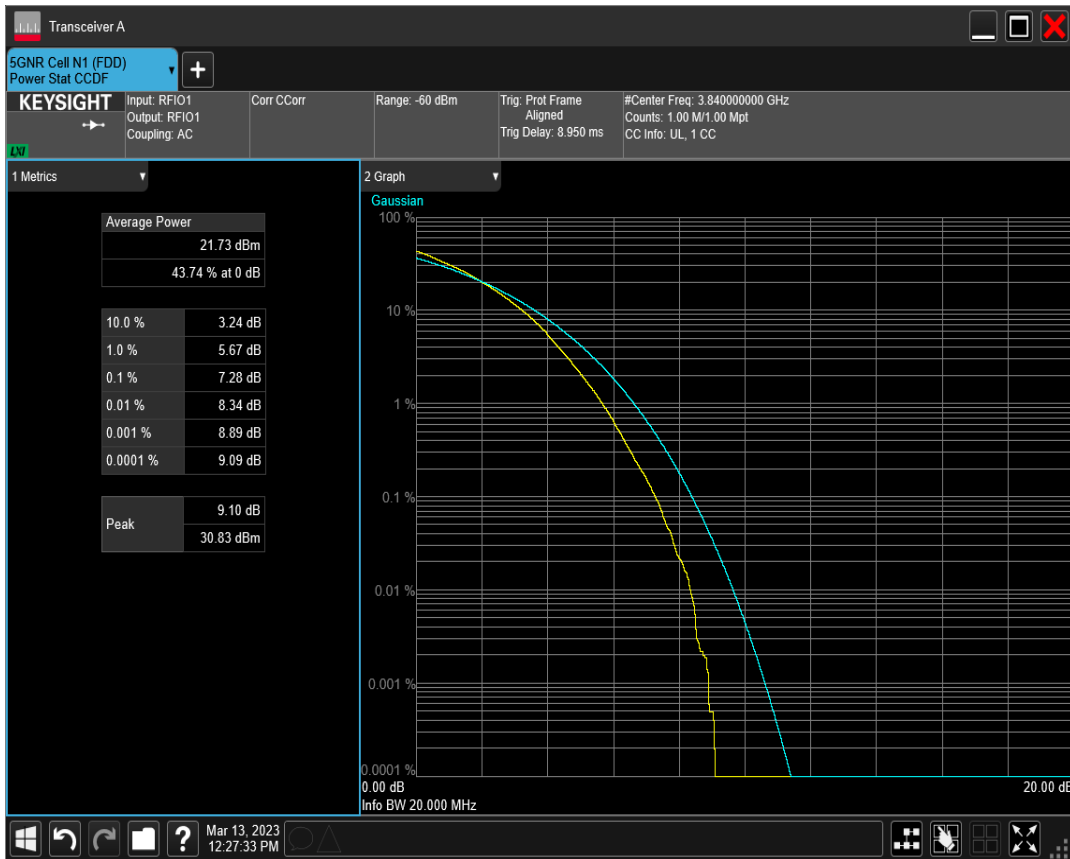 Transceiver A
5GNR Cell N1 (FDD)
Power Stat CCDF
+
KEYSIGHT
LXI
Input: RFIO1
Output: RFIO1
Coupling: AC
Corr CCorr
Range: -60 dBm
Trig: Prot Frame
Aligned
Trig Delay: 8.950 ms
#Center Freq: 3.840000000 GHz
Counts: 1.00 M/1.00 Mpt
CC Info: UL, 1 CC
1 Metrics
Average Power
21.73 dBm
43.74 % at 0 dB
10.0 % 3.24 dB
1.0 % 5.67 dB
0.1 % 7.28 dB
0.01 % 8.34 dB
0.001 % 8.89 dB
0.0001 % 9.09 dB
Peak 9.10 dB
30.83 dBm
2 Graph
Gaussian
100 %
10 %
1 %
0.1 %
0.01 %
0.001 %
0.0001 %
0.00 dB 20.00 dB
Info BW 20.000 MHz
?
Mar 13, 2023
12:27:33 PM